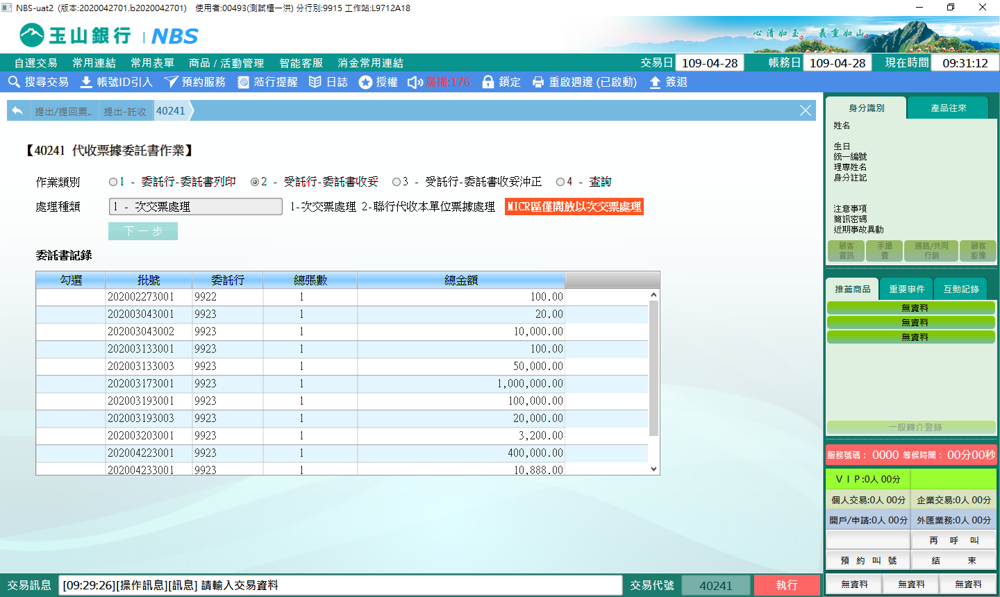 NBS-uat2 (版本:2020042701.b2020042701) 使用者:00493(測試櫃一洪) 分行別:9915 工作站:L9712A18
玉山銀行 | NBS
心清如玉。義重如山。
自選交易 常用連結 常用表單 商品/活動管理 智能客服 消金常用連結 交易日 109-04-28 帳務日 109-04-28 現在時間 09:31:12
搜尋交易 帳號ID引入 預約服務 蒞行提醒 日誌 授權 廣播:176 鎖定 重啟週邊 (已啟動) 簽退
提出/提回票.. 提出-託收 40241
【40241 代收票據委託書作業】
作業類別 1 - 委託行-委託書列印 2 - 受託行-委託書收妥 3 - 受託行-委託書收妥沖正 4 - 查詢
處理種類 1 - 次交票處理 1-次交票處理 2-聯行代收本單位票據處理 MICR區僅開放以次交票處理
下一步
委託書記錄
勾選 批號 委託行 總張數 總金額
202002273001 9922 1 100.00
202003043001 9923 1 20.00
202003043002 9923 1 10,000.00
202003133001 9923 1 100.00
202003133003 9923 1 50,000.00
202003173001 9923 1 1,000,000.00
202003193001 9923 1 100,000.00
202003193003 9923 1 20,000.00
202003203001 9923 1 3,200.00
202004223001 9923 1 400,000.00
202004233001 9923 1 10,888.00
交易訊息 [09:29:26][操作訊息][訊息] 請輸入交易資料 交易代號 40241 執行
身分識別 產品往來
姓名
生日
統一編號
理專姓名
身分註記
注意事項
簡訊密碼
近期事故異動
顧客資訊 手續費 通路/共同行銷 顧客影像
推薦商品 重要事件 互動記錄
無資料
無資料
無資料
一般轉介登錄
服務號碼: 0000 等候時間: 00分00秒
VIP:0人 00分
個人交易:0人 00分 企業交易:0人 00分
開戶/申請:0人 00分 外匯業務:0人 00分
再呼叫
預約叫號 結束
無資料 無資料 無資料